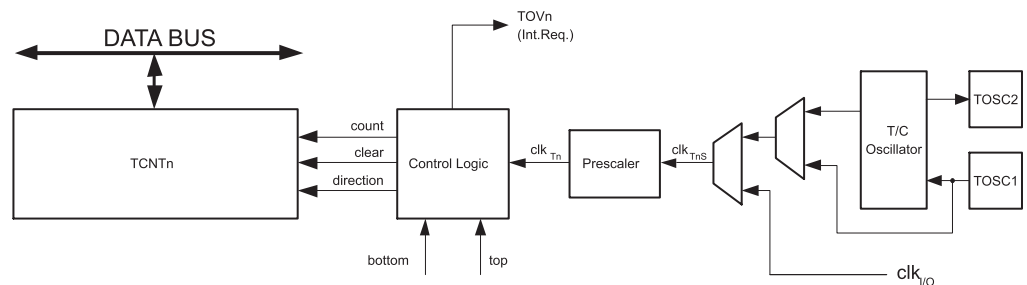 DATA BUS
TOVn
(Int.Req.)
TCNTn
count
clear
direction
Control Logic
bottom
top
clk Tn
Prescaler
clk TnS
T/C
Oscillator
TOSC2
TOSC1
clk I/O